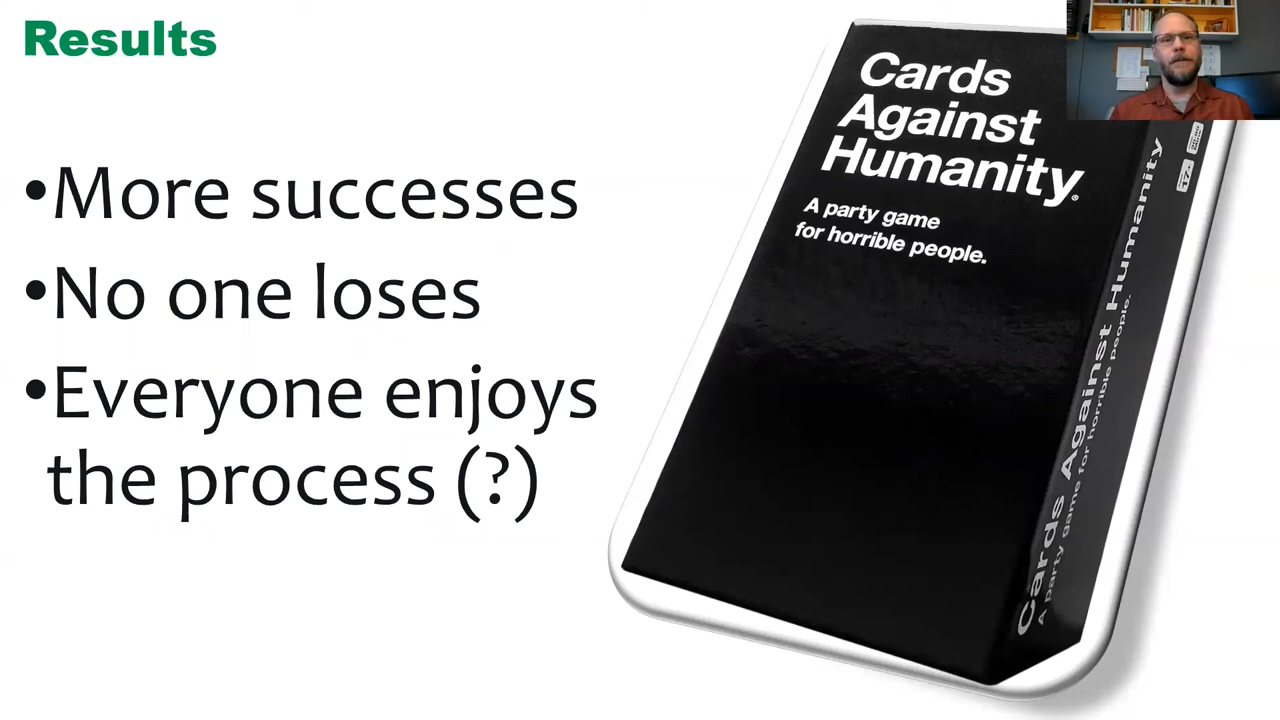 Results
•More successes
•No one loses
•Everyone enjoys
the process (?)
Cards
Against
Humanity®
A party game
for horrible people.
Cards Against Humanity
A party game for horrible people.
17+